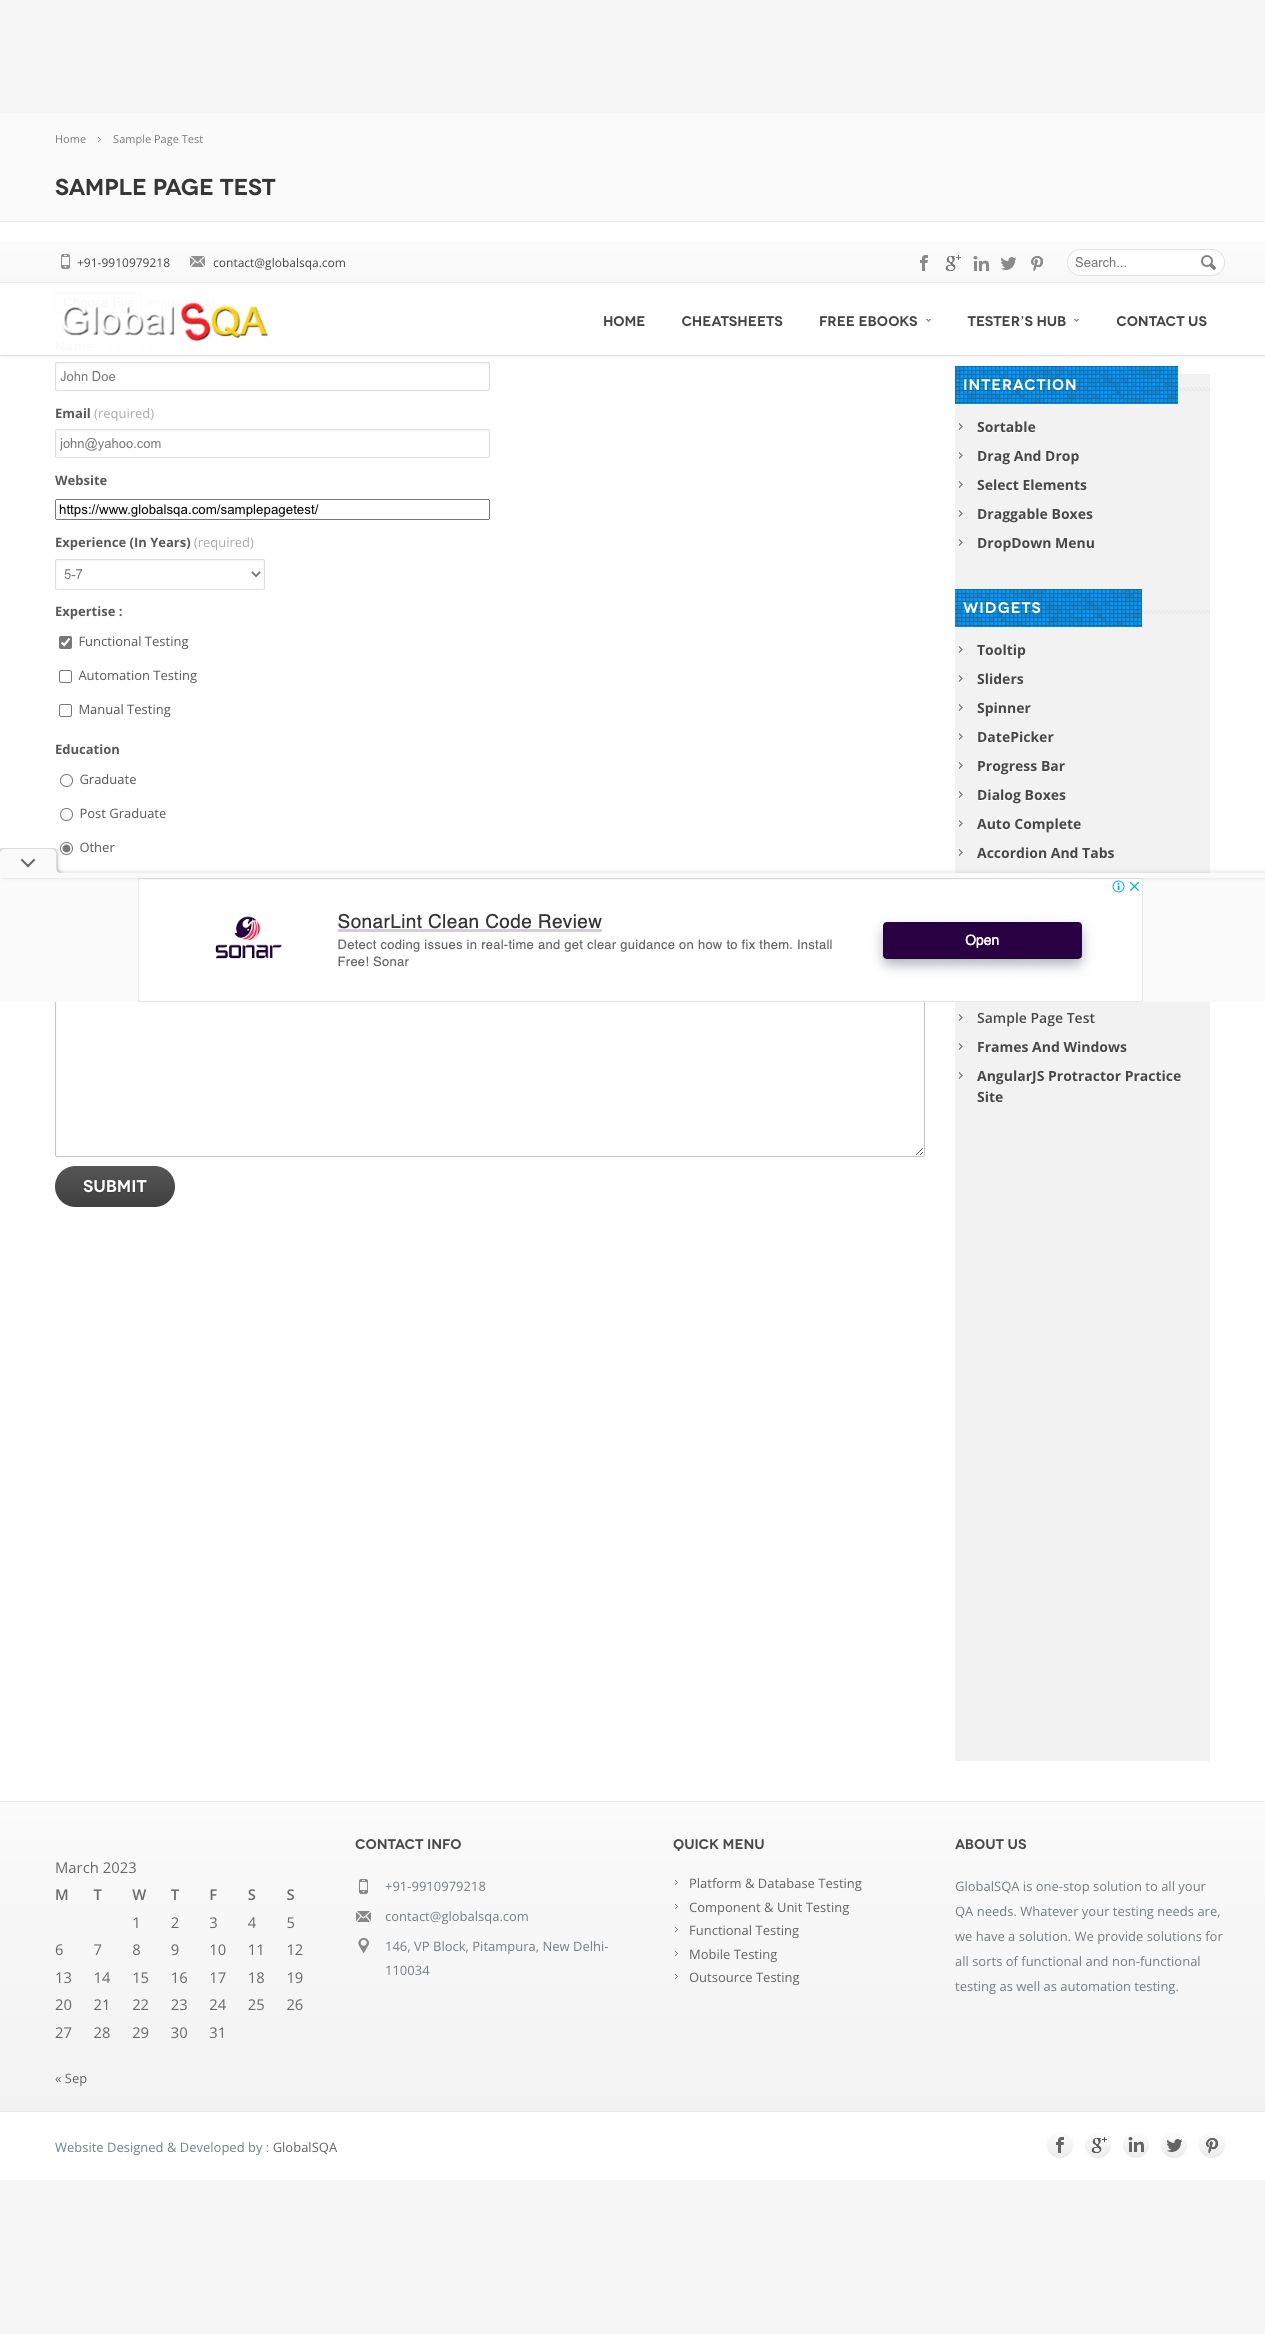 Home › Sample Page Test
SAMPLE PAGE TEST
+91-9910979218 contact@globalsqa.com
Search...
GlobalSQA
HOME CHEATSHEETS FREE EBOOKS TESTER'S HUB CONTACT US
John Doe
Email (required)
john@yahoo.com
Website
https://www.globalsqa.com/samplepagetest/
Experience (In Years) (required)
5-7
Expertise :
Functional Testing
Automation Testing
Manual Testing
Education
Graduate
Post Graduate
Other
INTERACTION
Sortable
Drag And Drop
Select Elements
Draggable Boxes
DropDown Menu
WIDGETS
Tooltip
Sliders
Spinner
DatePicker
Progress Bar
Dialog Boxes
Auto Complete
Accordion And Tabs
sonar
SonarLint Clean Code Review
Detect coding issues in real-time and get clear guidance on how to fix them. Install
Free! Sonar
Open
Sample Page Test
Frames And Windows
AngularJS Protractor Practice
Site
SUBMIT
March 2023
M T W T F S S
1 2 3 4 5
6 7 8 9 10 11 12
13 14 15 16 17 18 19
20 21 22 23 24 25 26
27 28 29 30 31
« Sep
CONTACT INFO
+91-9910979218
contact@globalsqa.com
146, VP Block, Pitampura, New Delhi-
110034
QUICK MENU
Platform & Database Testing
Component & Unit Testing
Functional Testing
Mobile Testing
Outsource Testing
ABOUT US
GlobalSQA is one-stop solution to all your
QA needs. Whatever your testing needs are,
we have a solution. We provide solutions for
all sorts of functional and non-functional
testing as well as automation testing.
Website Designed & Developed by : GlobalSQA